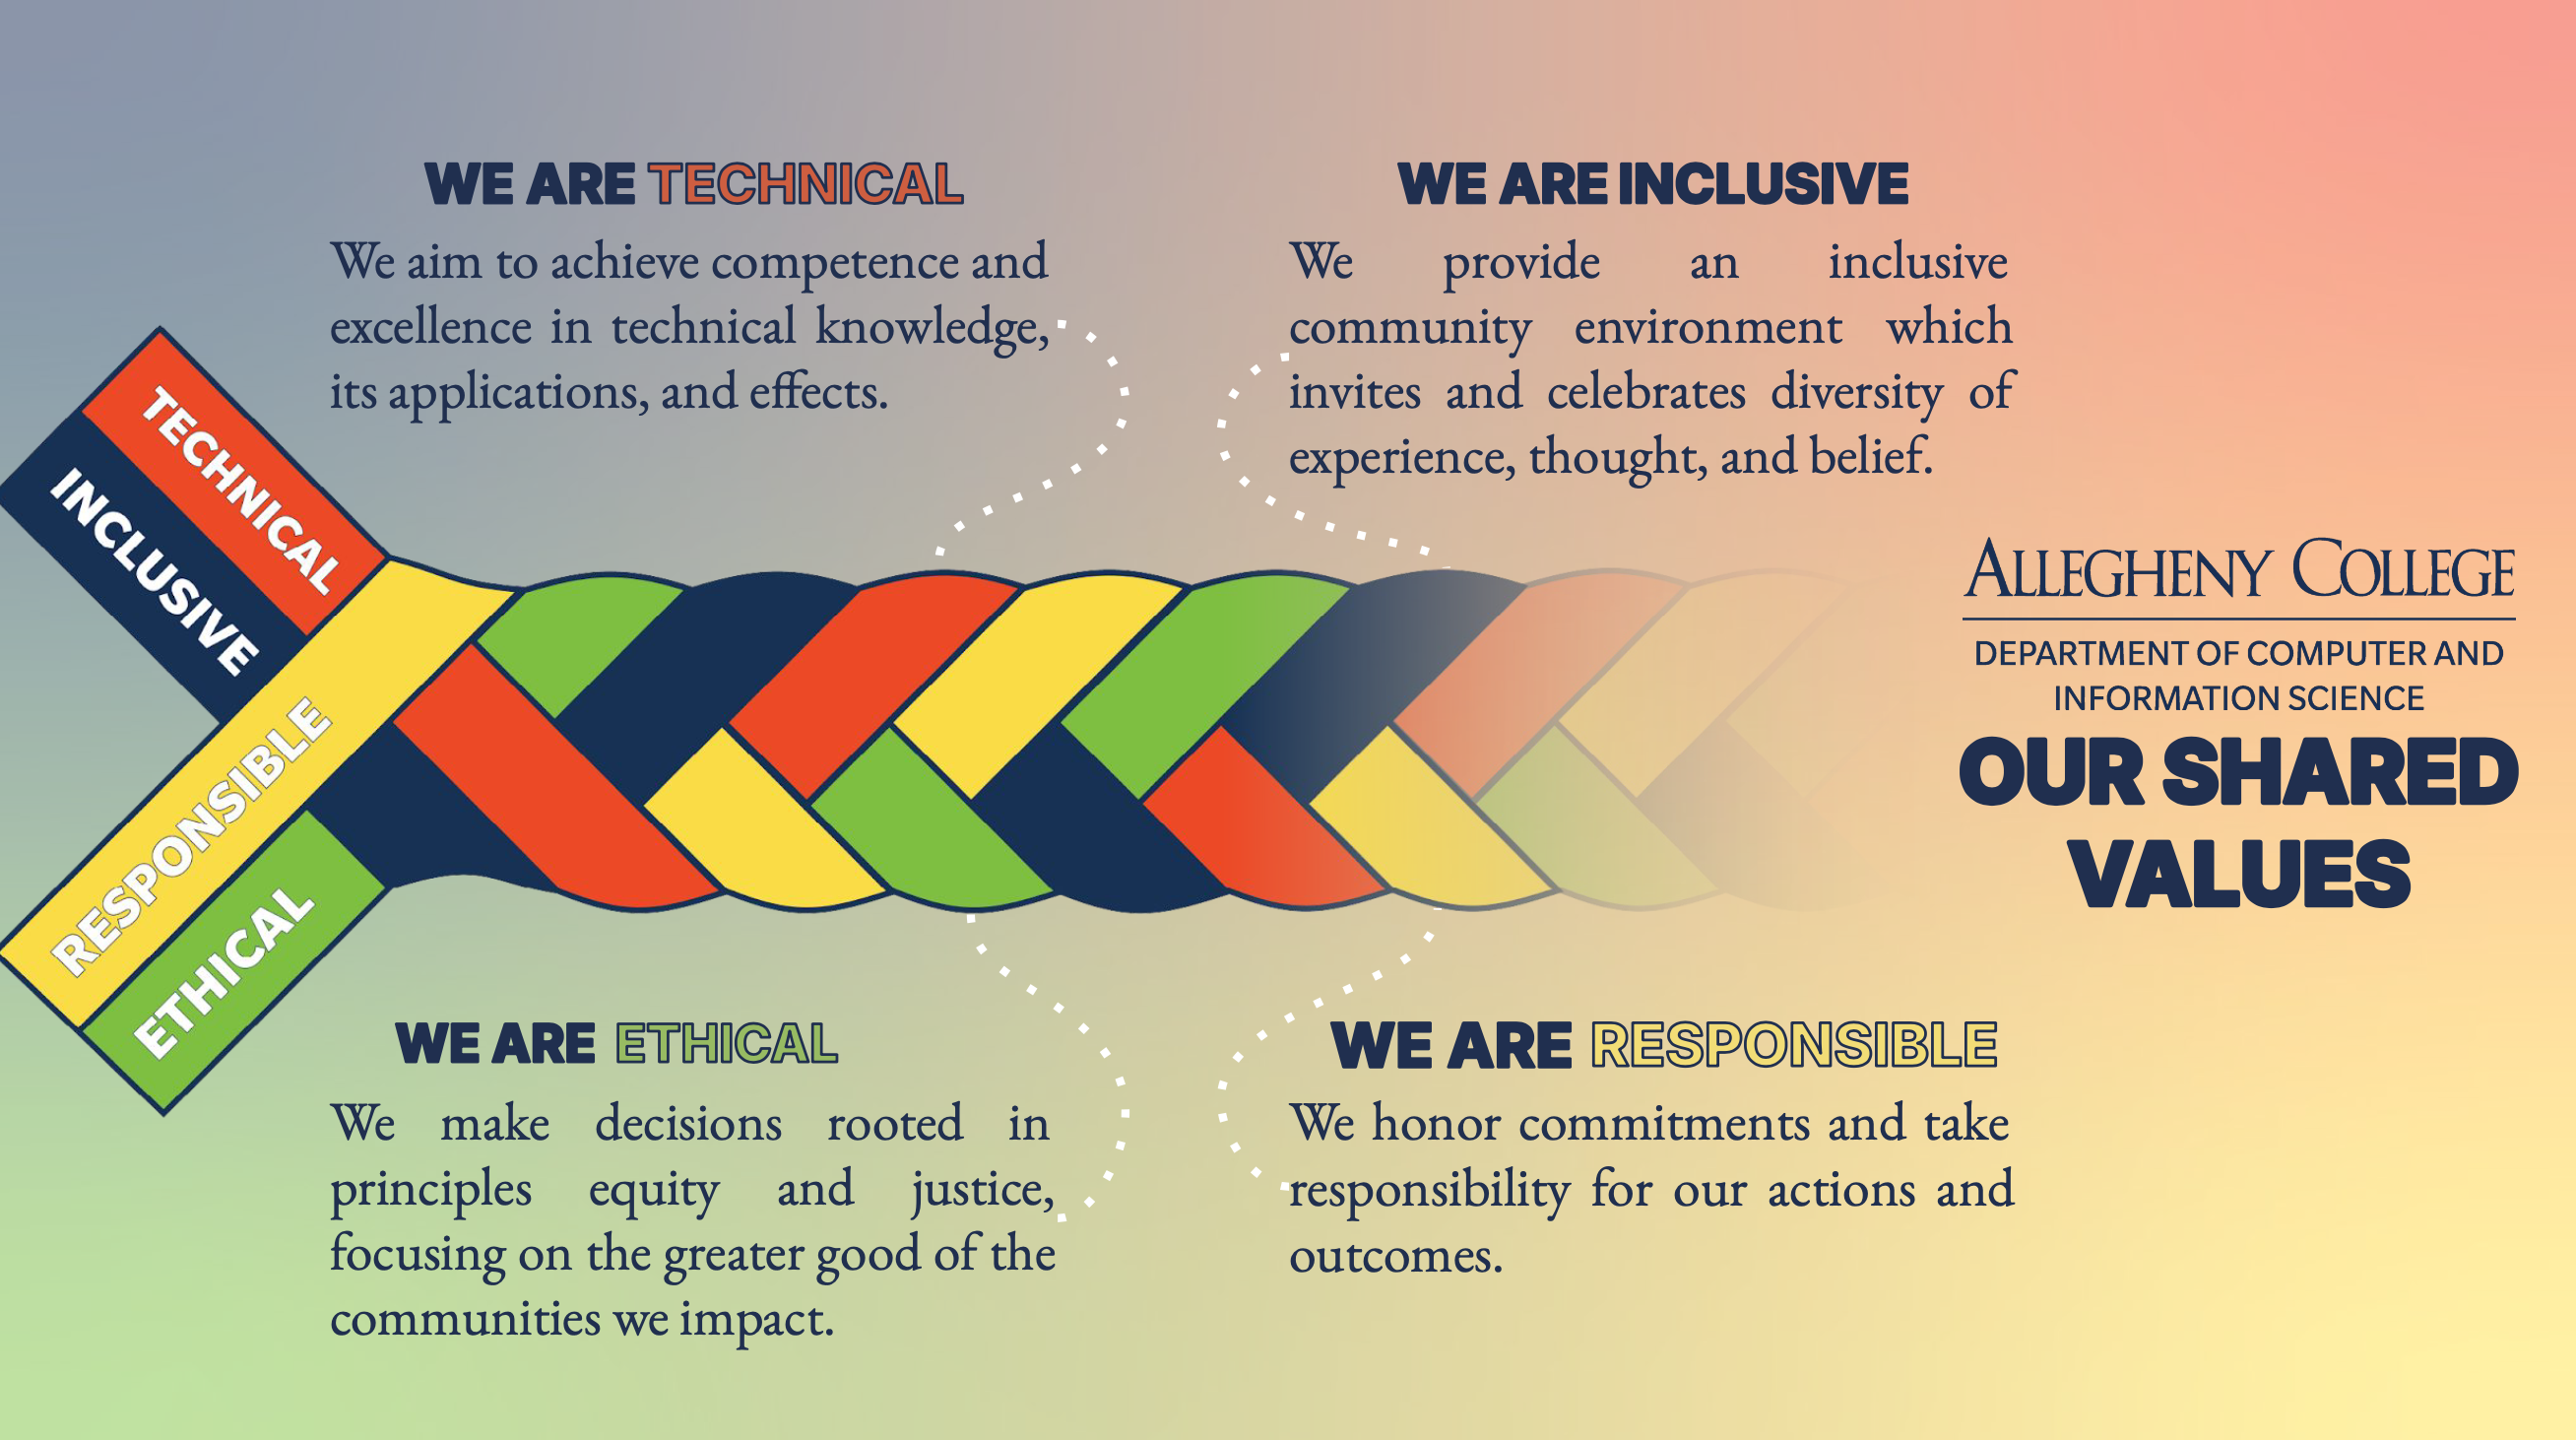 WE ARE TECHNICAL
We aim to achieve competence and
excellence in technical knowledge,
its applications, and effects.
WE ARE INCLUSIVE
We provide an inclusive
community environment which
invites and celebrates diversity of
experience, thought, and belief.
TECHNICAL
INCLUSIVE
RESPONSIBLE
ETHICAL
ALLEGHENY COLLEGE
DEPARTMENT OF COMPUTER AND
INFORMATION SCIENCE
OUR SHARED
VALUES
WE ARE ETHICAL
We make decisions rooted in
principles equity and justice,
focusing on the greater good of the
communities we impact.
WE ARE RESPONSIBLE
We honor commitments and take
responsibility for our actions and
outcomes.